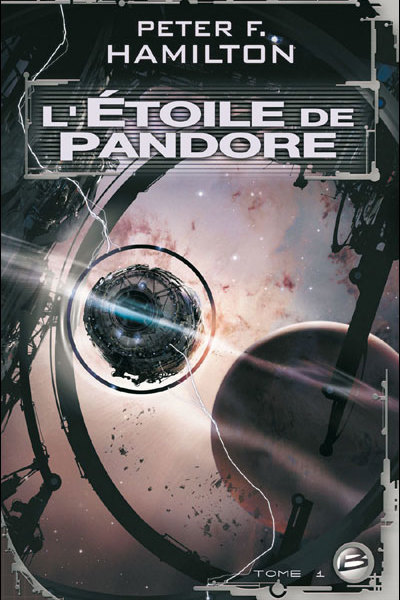 PETER F.
HAMILTON
L'ÉTOILE DE
PANDORE
TOME 1
B